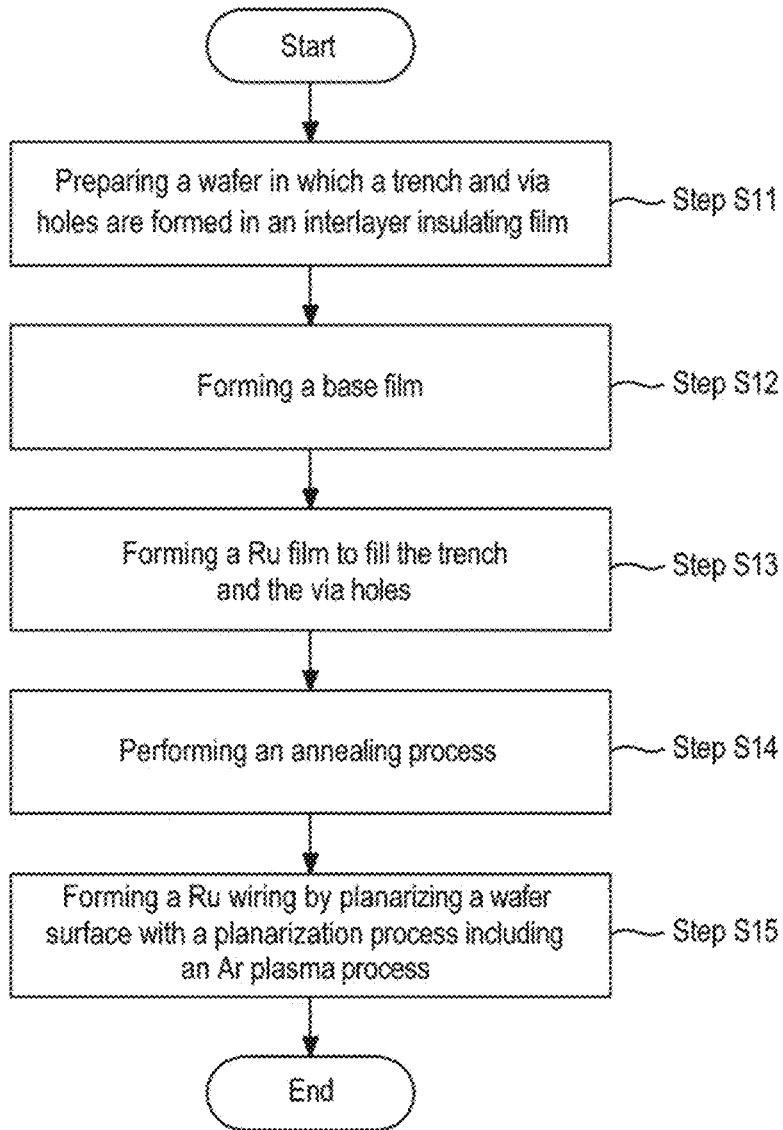 Start
Preparing a wafer in which a trench and via
holes are formed in an interlayer insulating film
Step S11
Forming a base film
Step S12
Forming a Ru film to fill the trench
and the via holes
Step S13
Performing an annealing process
Step S14
Forming a Ru wiring by planarizing a wafer
surface with a planarization process including
an Ar plasma process
Step S15
End